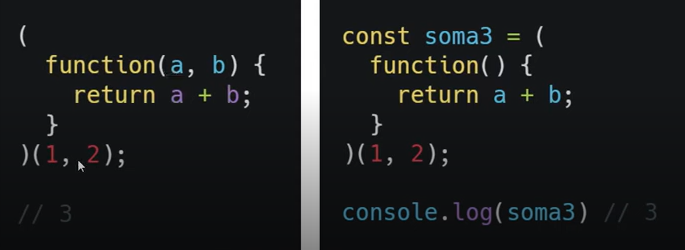 (
function(a, b) {
return a + b;
}
)(1, 2);
// 3
const soma3 = (
function() {
return a + b;
}
)(1, 2);
console.log(soma3) // 3